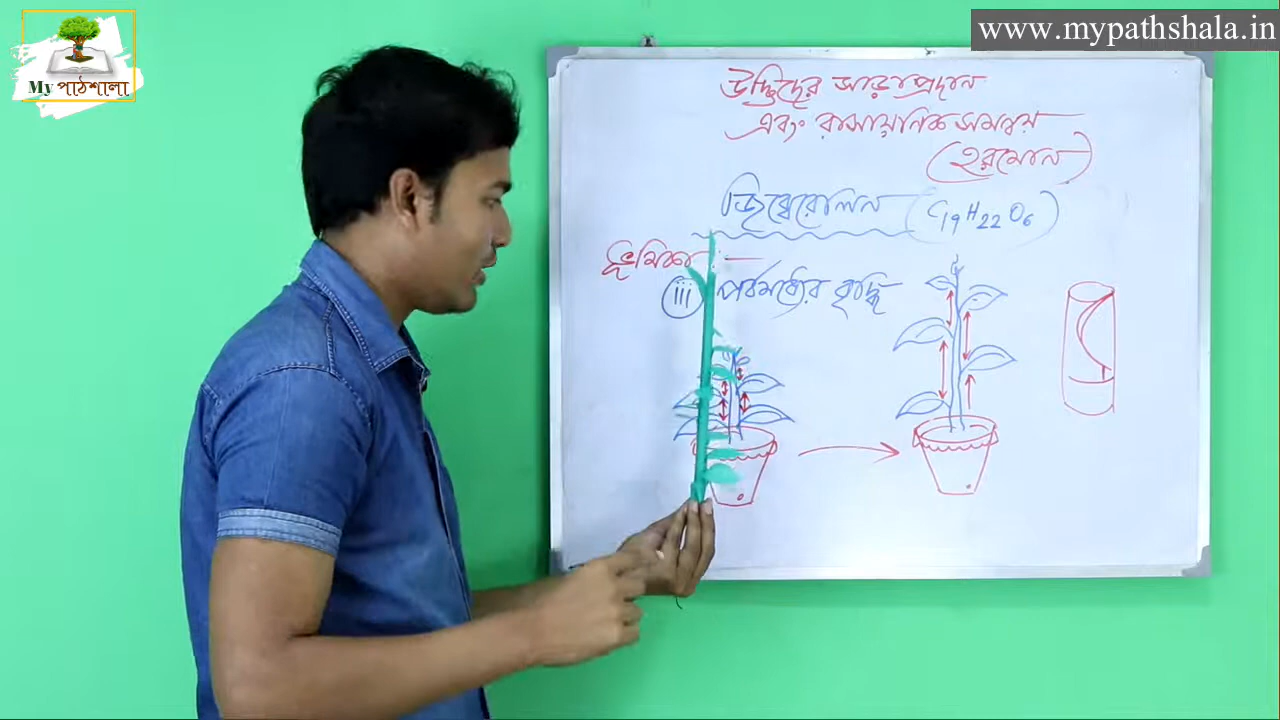 www.mypathshala.in
My পাঠশালা
উদ্ভিদের সাড়াপ্রদান
এবং রাসায়নিক সমন্বয়
(হরমোন)
জিব্বেরেলিন (C19H22O6)
ভূমিকা
(iii) পর্বমধ্যের বৃদ্ধি